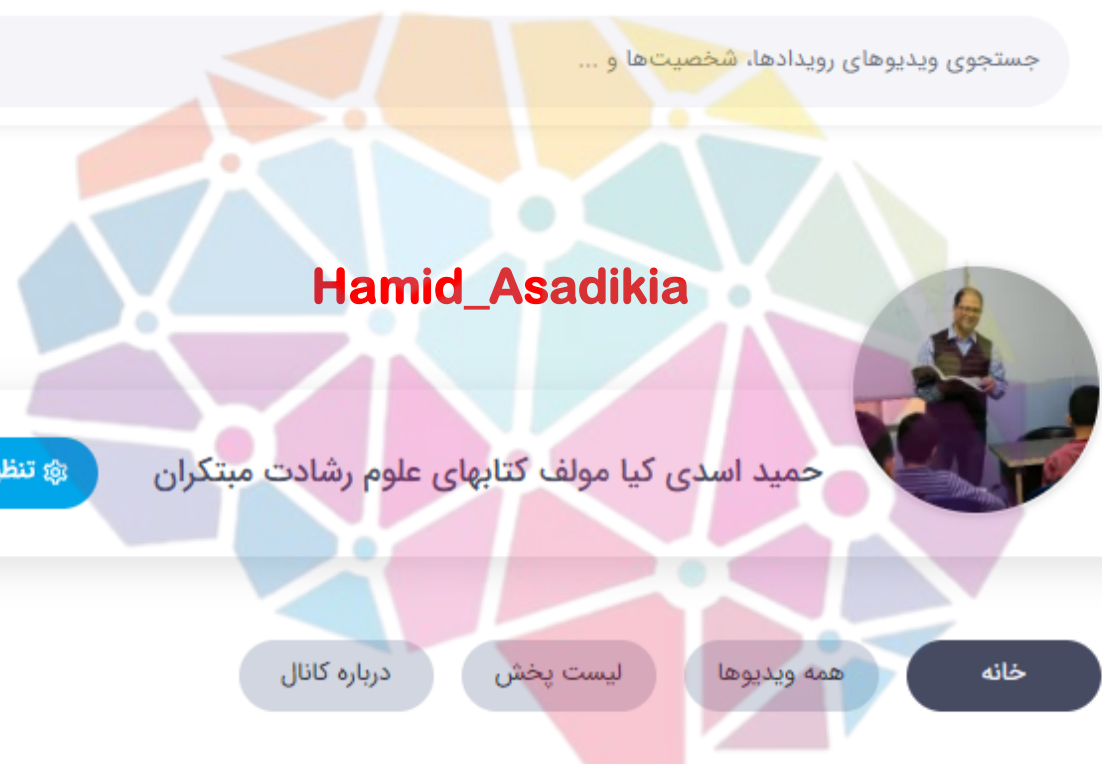 جستجوی ویدیوهای رویدادها، شخصیت‌ها و ...
Hamid_Asadikia
حمید اسدی کیا مولف کتابهای علوم رشادت مبتکران
خانه
همه ویدیوها
لیست پخش
درباره کانال